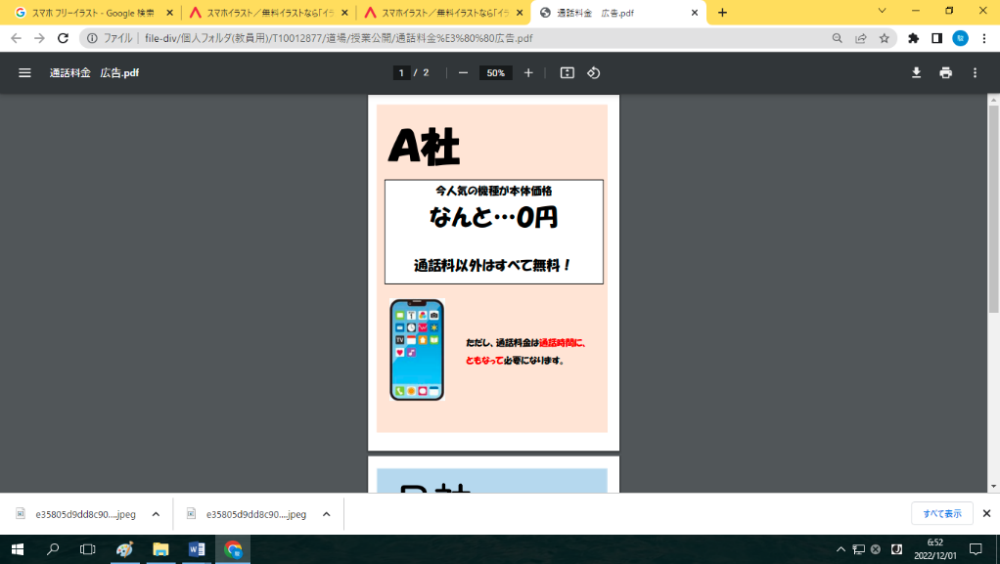 スマホ フリーイラスト - Google 検索
スマホイラスト／無料イラストなら「イラ
スマホイラスト／無料イラストなら「イラ
通話料金　広告.pdf
ファイル | file-div/個人フォルダ(教員用)/T10012877/道場/授業公開/通話料金%E3%80%80広告.pdf
通話料金　広告.pdf
1 / 2
50%
A社
今人気の機種が本体価格
なんと…0円
通話料以外はすべて無料！
ただし、通話料金は通話時間に、
ともなって必要になります。
e35805d9dd8c90....jpeg
e35805d9dd8c90....jpeg
すべて表示
6:52
2022/12/01